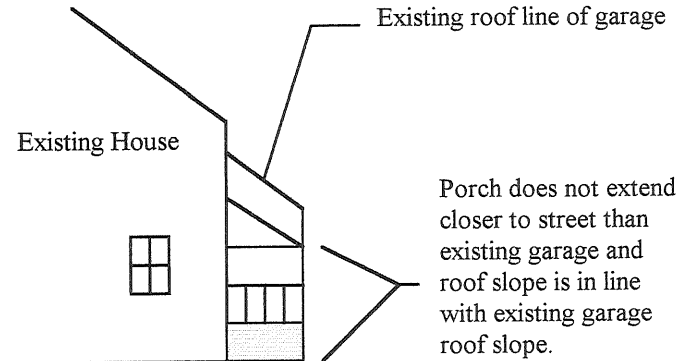 Existing roof line of garage
Existing House
Porch does not extend
closer to street than
existing garage and
roof slope is in line
with existing garage
roof slope.